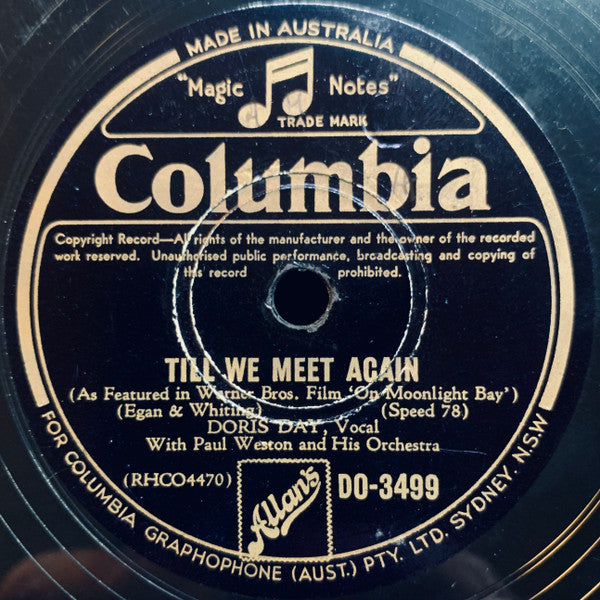 MADE IN AUSTRALIA
"Magic Notes"
TRADE MARK
Columbia
Copyright Record—All rights of the manufacturer and the owner of the recorded
work reserved. Unauthorised public performance, broadcasting and copying of
this record prohibited.
TILL WE MEET AGAIN
(As Featured in Warner Bros. Film 'On Moonlight Bay')
(Egan & Whiting) (Speed 78)
DORIS DAY, Vocal
With Paul Weston and His Orchestra
(RHCO4470) Allan's DO-3499
FOR COLUMBIA GRAPHOPHONE (AUST.) PTY. LTD. SYDNEY. N.S.W